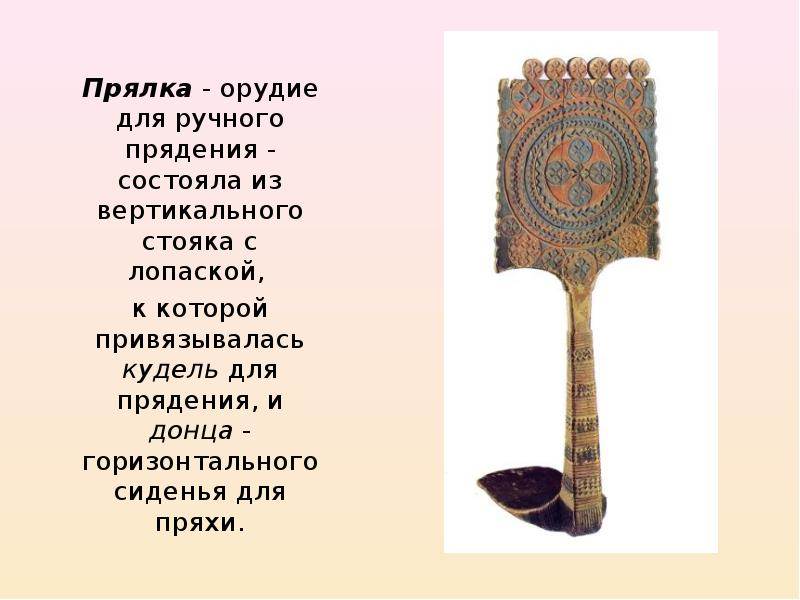 Прялка - орудие
для ручного
прядения -
состояла из
вертикального
стояка с
лопаской,
к которой
привязывалась
кудель для
прядения, и
донца -
горизонтального
сиденья для
пряхи.